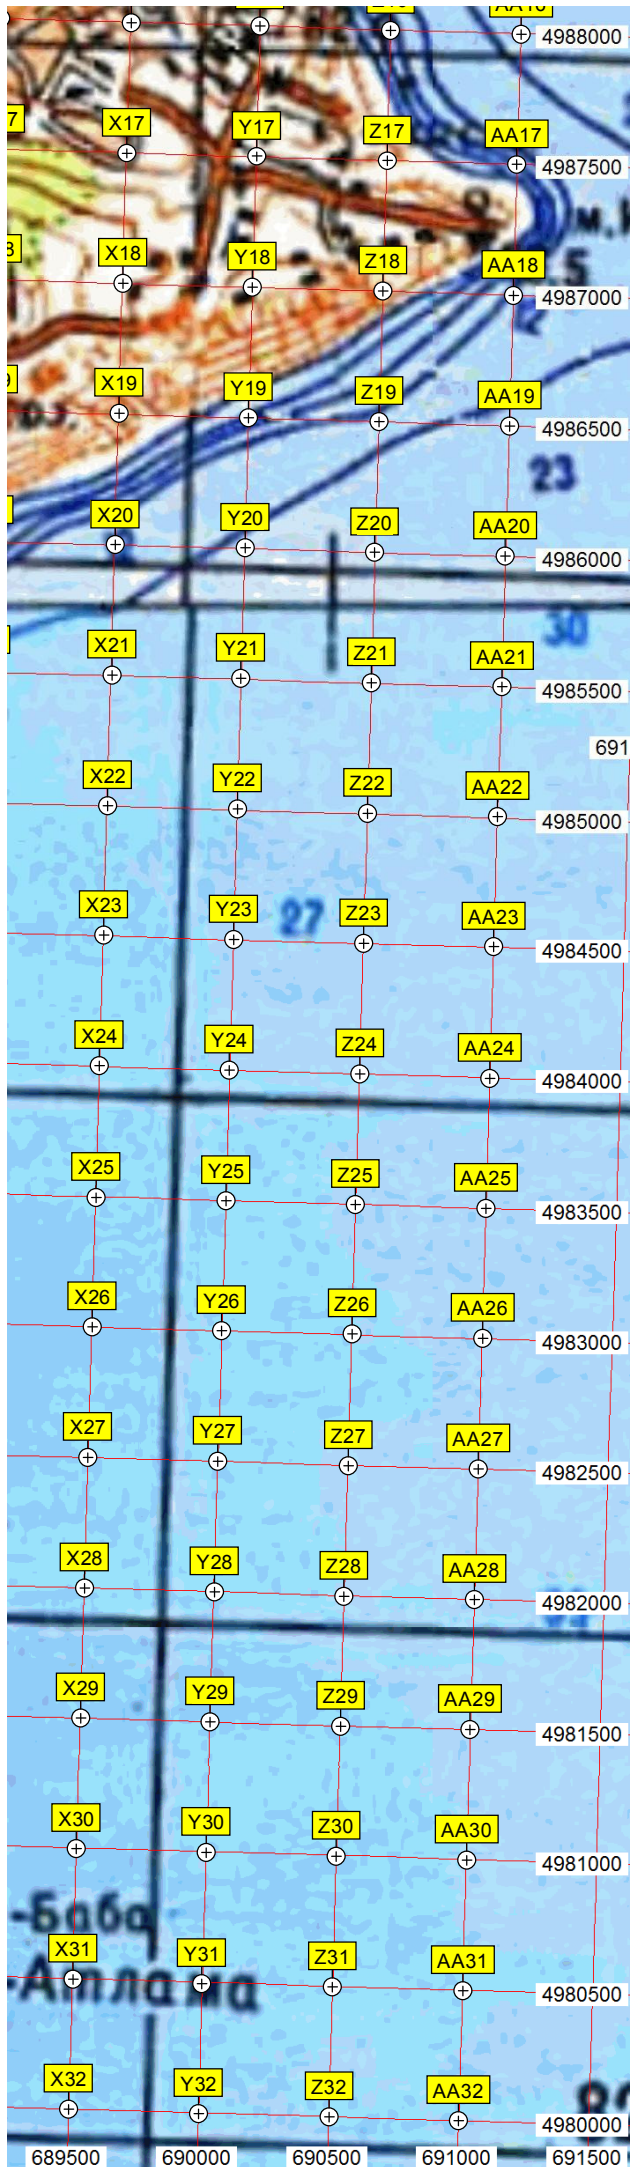 4988000
X17 Y17 Z17 AA17
4987500
м.
X18 Y18 Z18 AA18
5
4987000
X19 Y19 Z19 AA19
4986500
23
X20 Y20 Z20 AA20
4986000
30
X21 Y21 Z21 AA21
4985500
691
X22 Y22 Z22 AA22
4985000
X23 Y23 27 Z23 AA23
4984500
X24 Y24 Z24 AA24
4984000
X25 Y25 Z25 AA25
4983500
X26 Y26 Z26 AA26
4983000
X27 Y27 Z27 AA27
4982500
X28 Y28 Z28 AA28
4982000
X29 Y29 Z29 AA29
4981500
X30 Y30 Z30 AA30
4981000
-Баба
X31 Y31 Z31 AA31
-Атлама
4980500
X32 Y32 Z32 AA32
4980000
689500 690000 690500 691000 691500